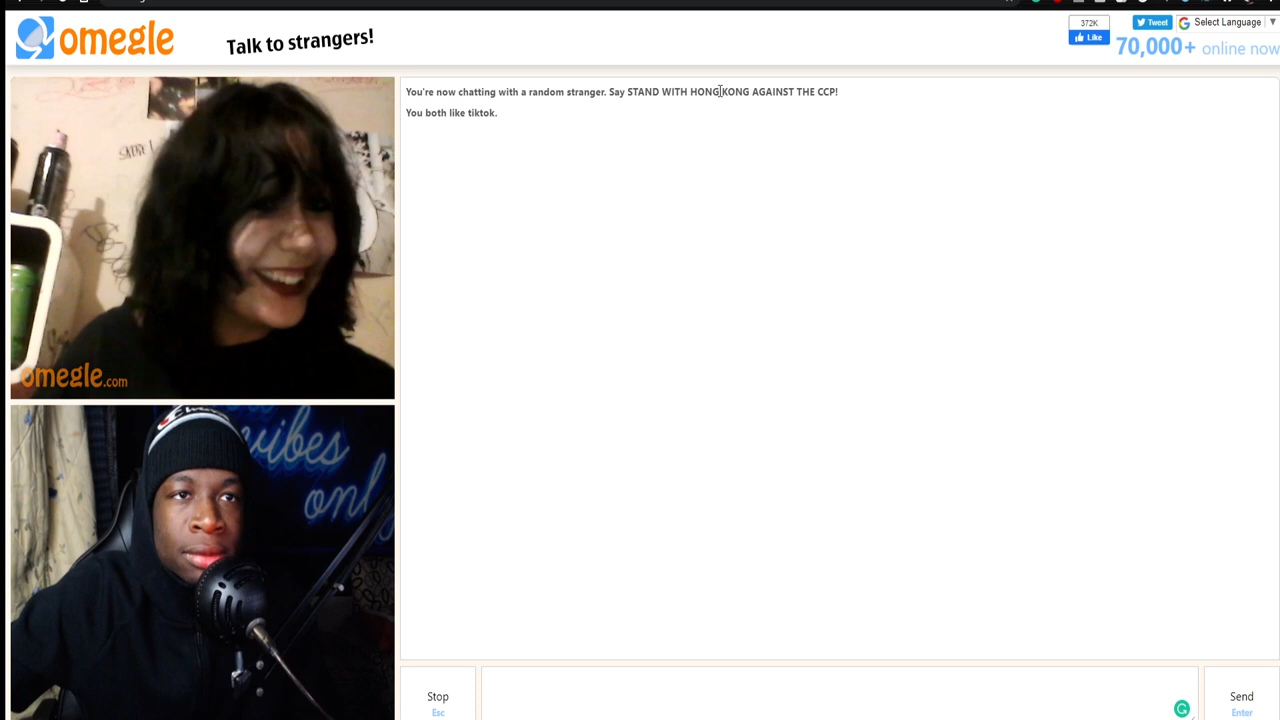 omegle
Talk to strangers!
372K
Like
Tweet
Select Language
70,000+ online now
You're now chatting with a random stranger. Say STAND WITH HONG KONG AGAINST THE CCP!
You both like tiktok.
omegle.com
vibes
only
Stop
Esc
Send
Enter